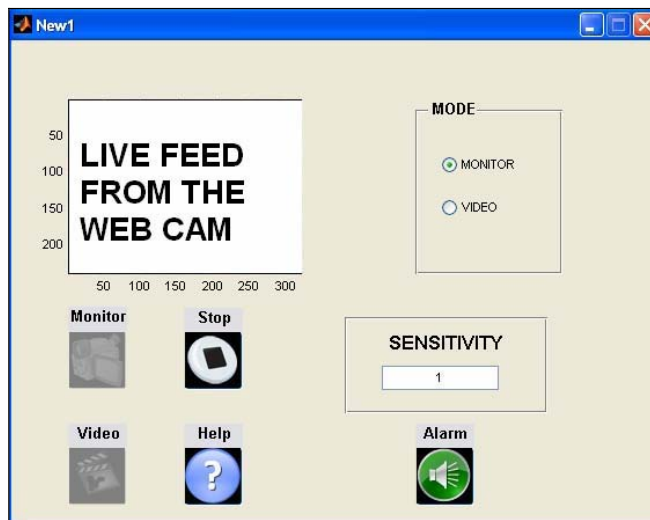 New1
50
100
150
200
LIVE FEED
FROM THE
WEB CAM
50 100 150 200 250 300
MODE
MONITOR
VIDEO
Monitor
Stop
SENSITIVITY
1
Video
Help
?
Alarm